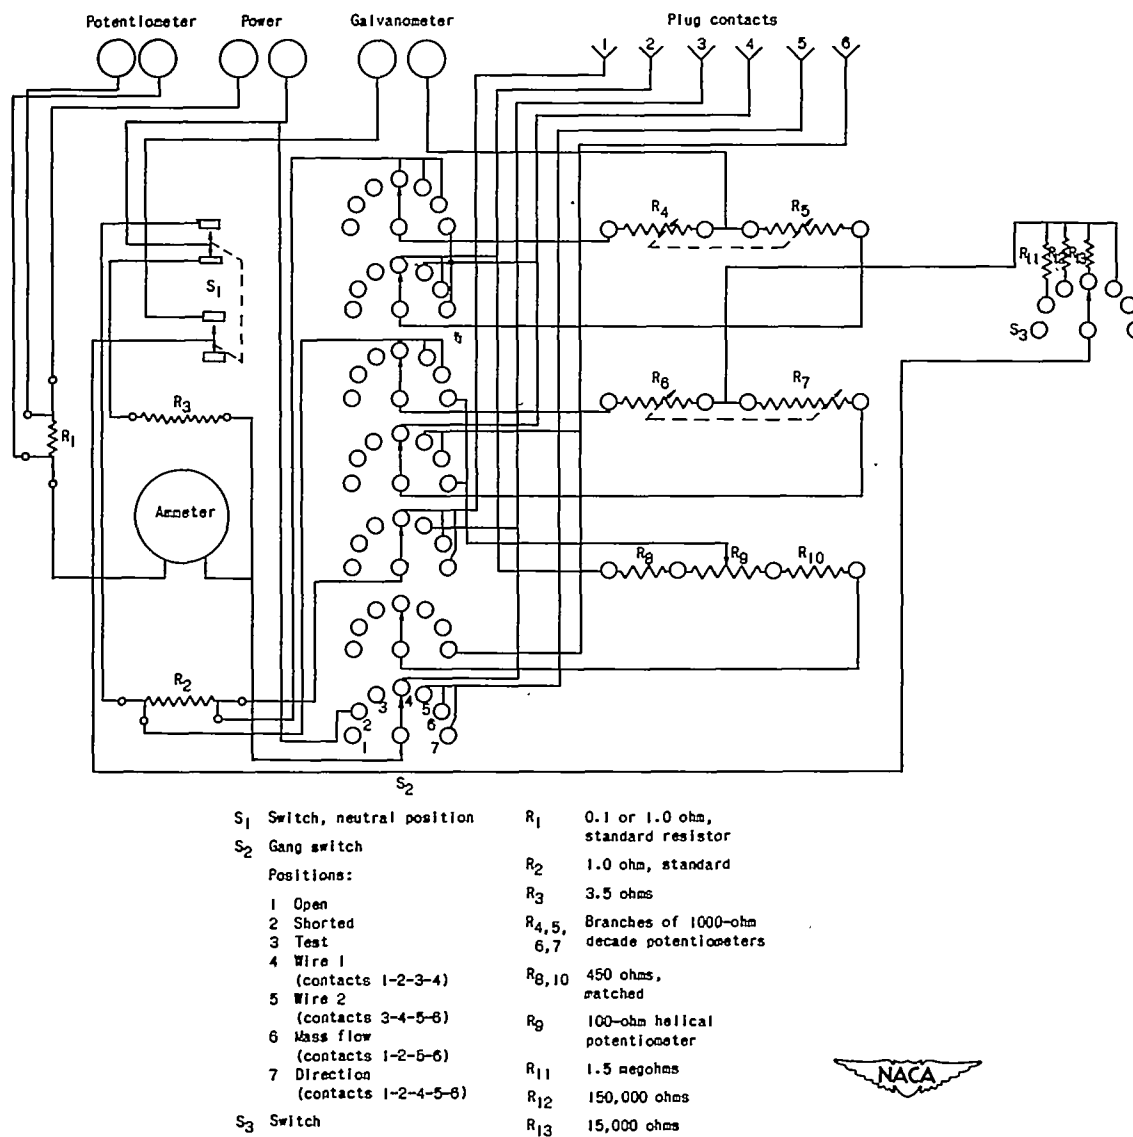 Potentiometer Power Galvanometer Plug contacts
1 2 3 4 5 6
R4 R5
R11 R12 R13
S1
S3
R3
R6 R7
R1
Ammeter
R8 R9 R10
R2
3 4 5
2 6
1 7
S2
S1 Switch, neutral position
S2 Gang switch
Positions:
1 Open
2 Shorted
3 Test
4 Wire 1
(contacts 1-2-3-4)
5 Wire 2
(contacts 3-4-5-6)
6 Mass flow
(contacts 1-2-5-6)
7 Direction
(contacts 1-2-4-5-6)
S3 Switch
R1 0.1 or 1.0 ohm,
standard resistor
R2 1.0 ohm, standard
R3 3.5 ohms
R4,5, Branches of 1000-ohm
6,7 decade potentiometers
R8,10 450 ohms,
matched
R9 100-ohm helical
potentiometer
R11 1.5 megohms
R12 150,000 ohms
R13 15,000 ohms
NACA